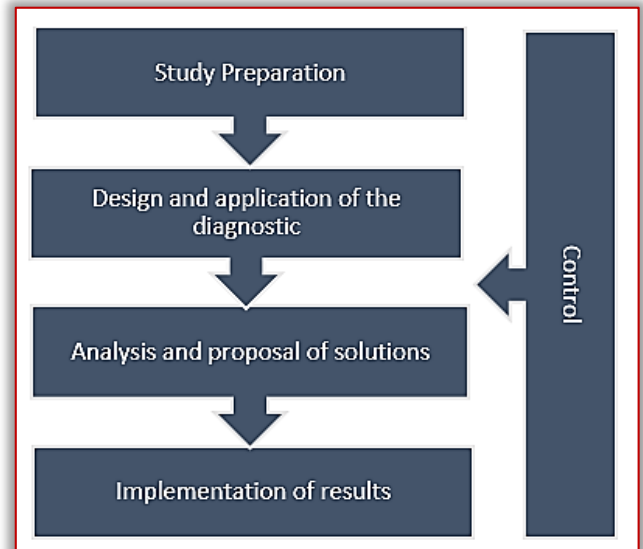 Study Preparation
Design and application of the
diagnostic
Analysis and proposal of solutions
Implementation of results
Control